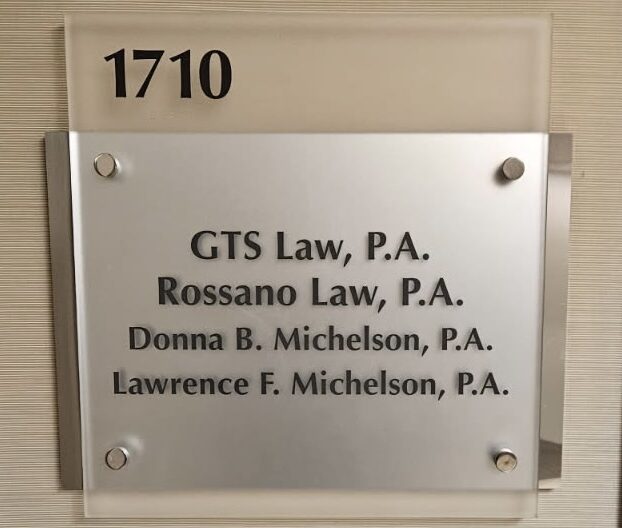 1710
GTS Law, P.A.
Rossano Law, P.A.
Donna B. Michelson, P.A.
Lawrence F. Michelson, P.A.